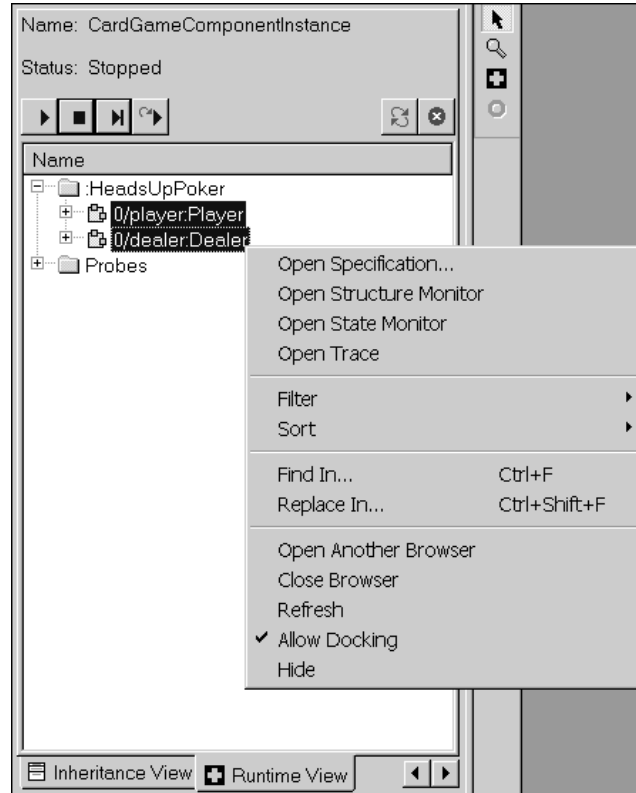 Name: CardGameComponentInstance
Status: Stopped
Name
:HeadsUpPoker
0/player:Player
0/dealer:Dealer
Probes
Open Specification...
Open Structure Monitor
Open State Monitor
Open Trace
Filter
Sort
Find In... Ctrl+F
Replace In... Ctrl+Shift+F
Open Another Browser
Close Browser
Refresh
Allow Docking
Hide
Inheritance View Runtime View